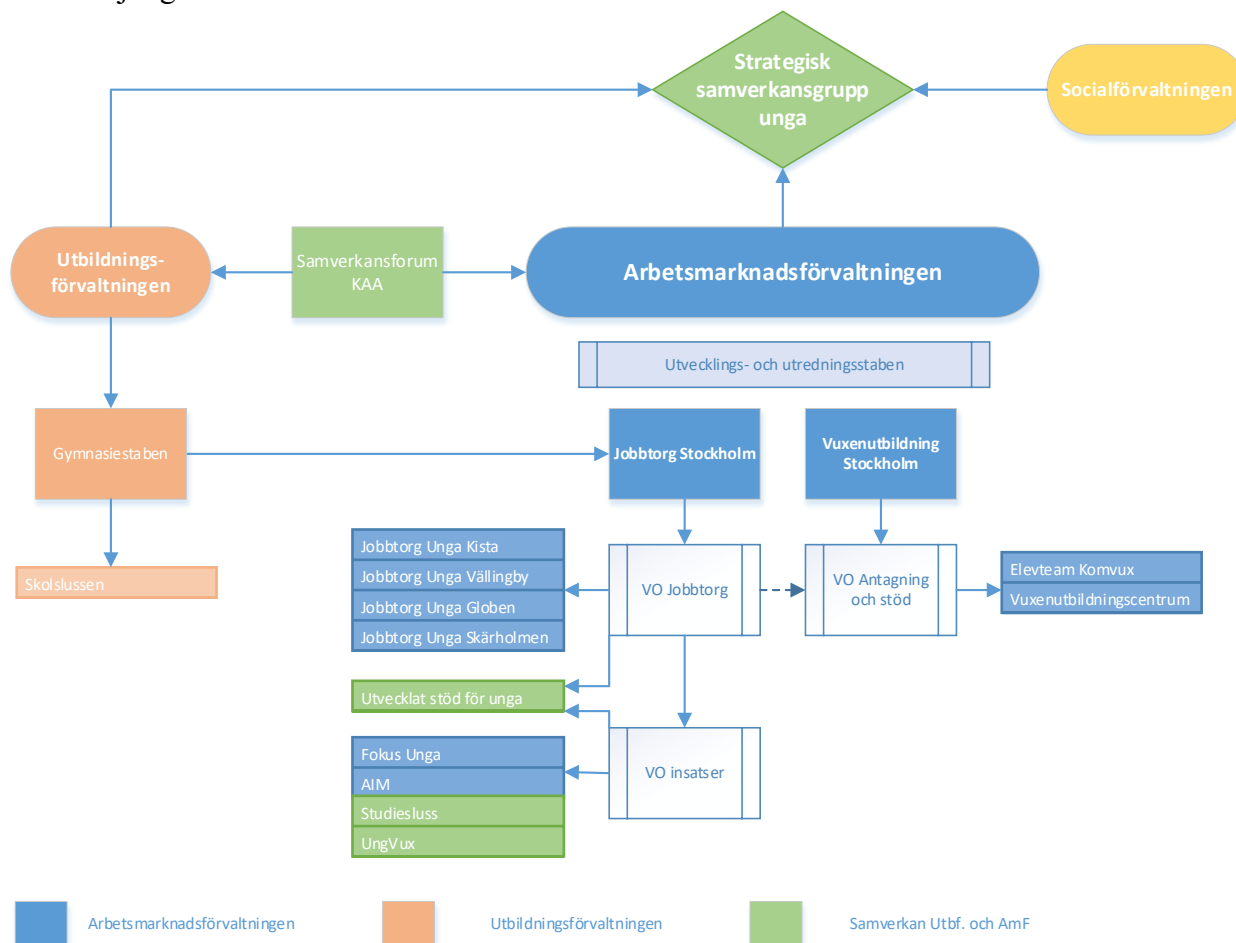 Strategisk
samverkansgrupp
unga
Socialförvaltningen
Utbildnings-
förvaltningen
Samverkansforum
KAA
Arbetsmarknadsförvaltningen
Utvecklings- och utredningsstaben
Gymnasiestaben
Jobbtorg Stockholm
Vuxenutbildning
Stockholm
Skolslussen
Jobbtorg Unga Kista
Jobbtorg Unga Vällingby
Jobbtorg Unga Globen
Jobbtorg Unga Skärholmen
VO Jobbtorg
VO Antagning
och stöd
Elevteam Komvux
Vuxenutbildningscentrum
Utvecklat stöd för unga
Fokus Unga
AIM
Studiesluss
UngVux
VO insatser
Arbetsmarknadsförvaltningen
Utbildningsförvaltningen
Samverkan Utbf. och AmF